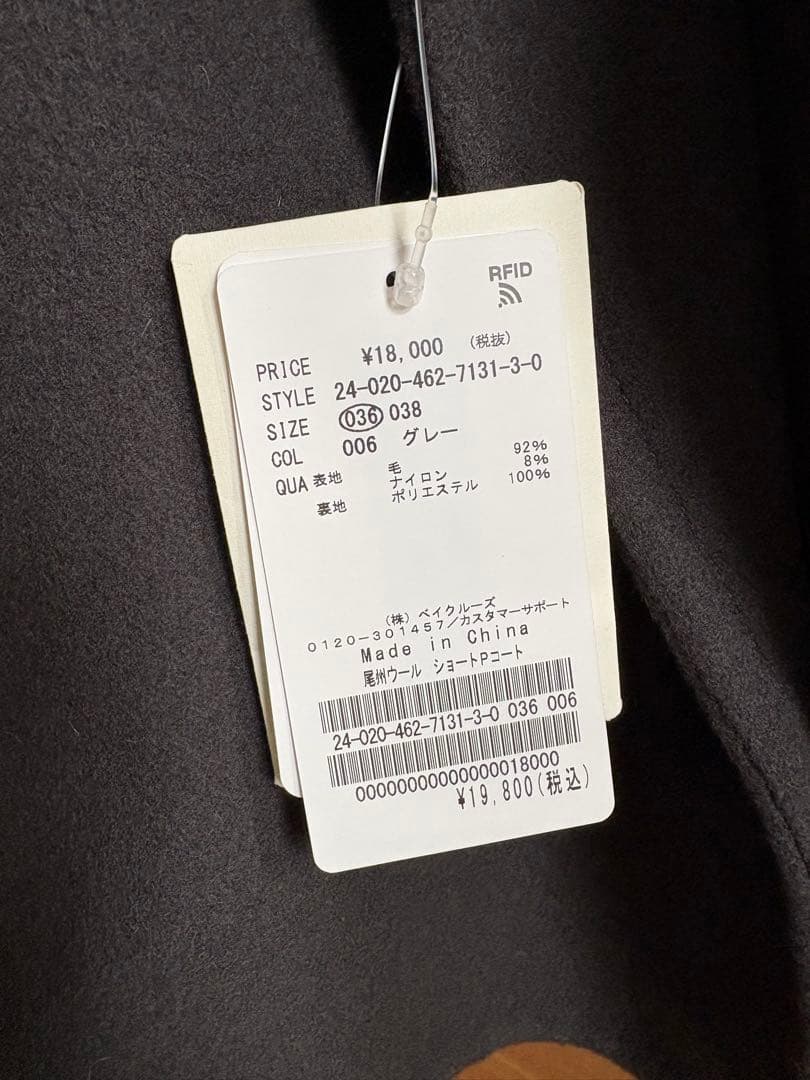 RFID
PRICE ¥18,000 (税抜)
STYLE 24-020-462-7131-3-0
SIZE 036 038
COL 006 グレー
QUA 表地 毛 92%
ナイロン 8%
裏地 ポリエステル 100%
(株) ベイクルーズ
0120-301457/カスタマーサポート
Made in China
尾州ウール ショートPコート
24-020-462-7131-3-0 036 006
00000000000000018000
¥19,800(税込)